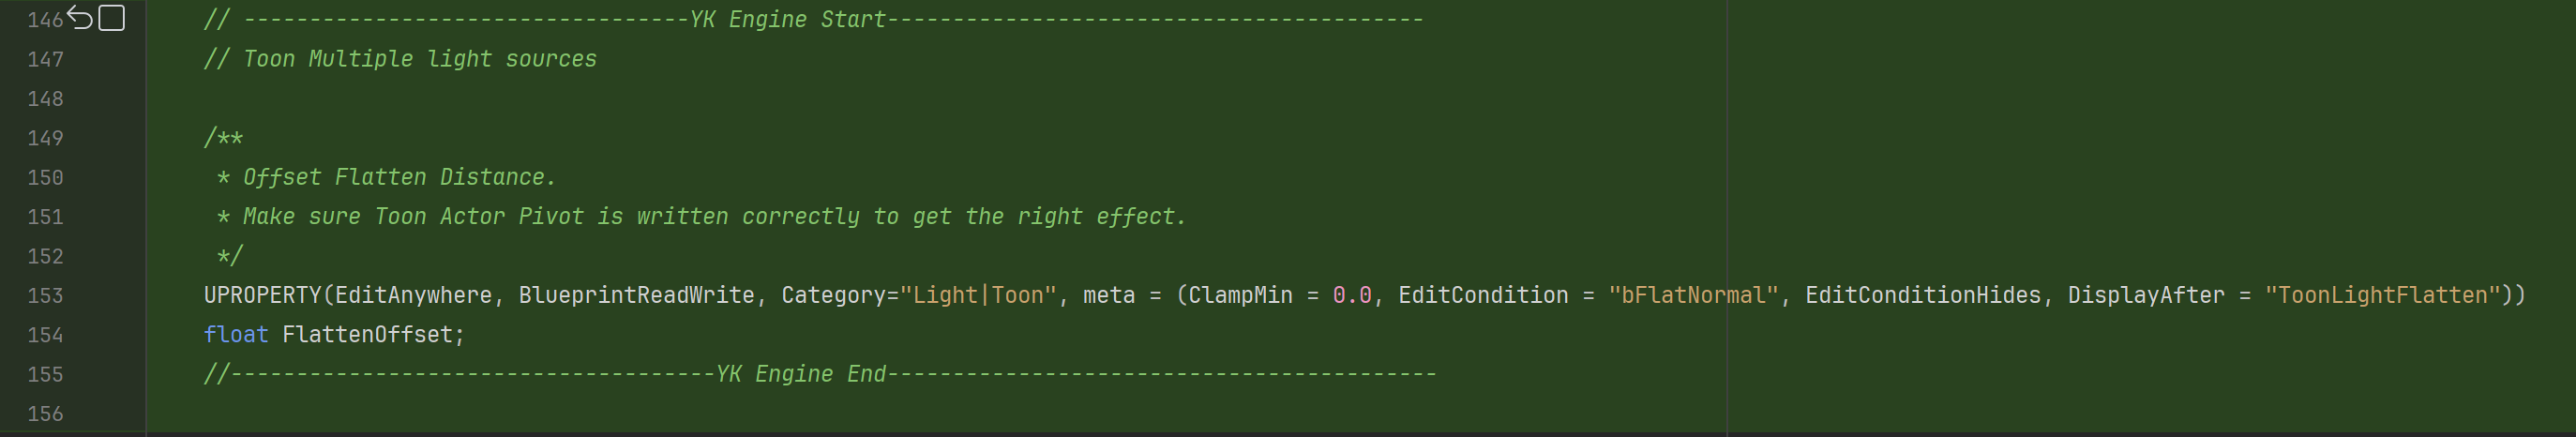 146 // ----------------------------------YK Engine Start-----------------------------------------
147 // Toon Multiple light sources
148
149 /**
150 * Offset Flatten Distance.
151 * Make sure Toon Actor Pivot is written correctly to get the right effect.
152 */
153 UPROPERTY(EditAnywhere, BlueprintReadWrite, Category="Light|Toon", meta = (ClampMin = 0.0, EditCondition = "bFlatNormal", EditConditionHides, DisplayAfter = "ToonLightFlatten"))
154 float FlattenOffset;
155 //-------------------------------------YK Engine End------------------------------------------
156